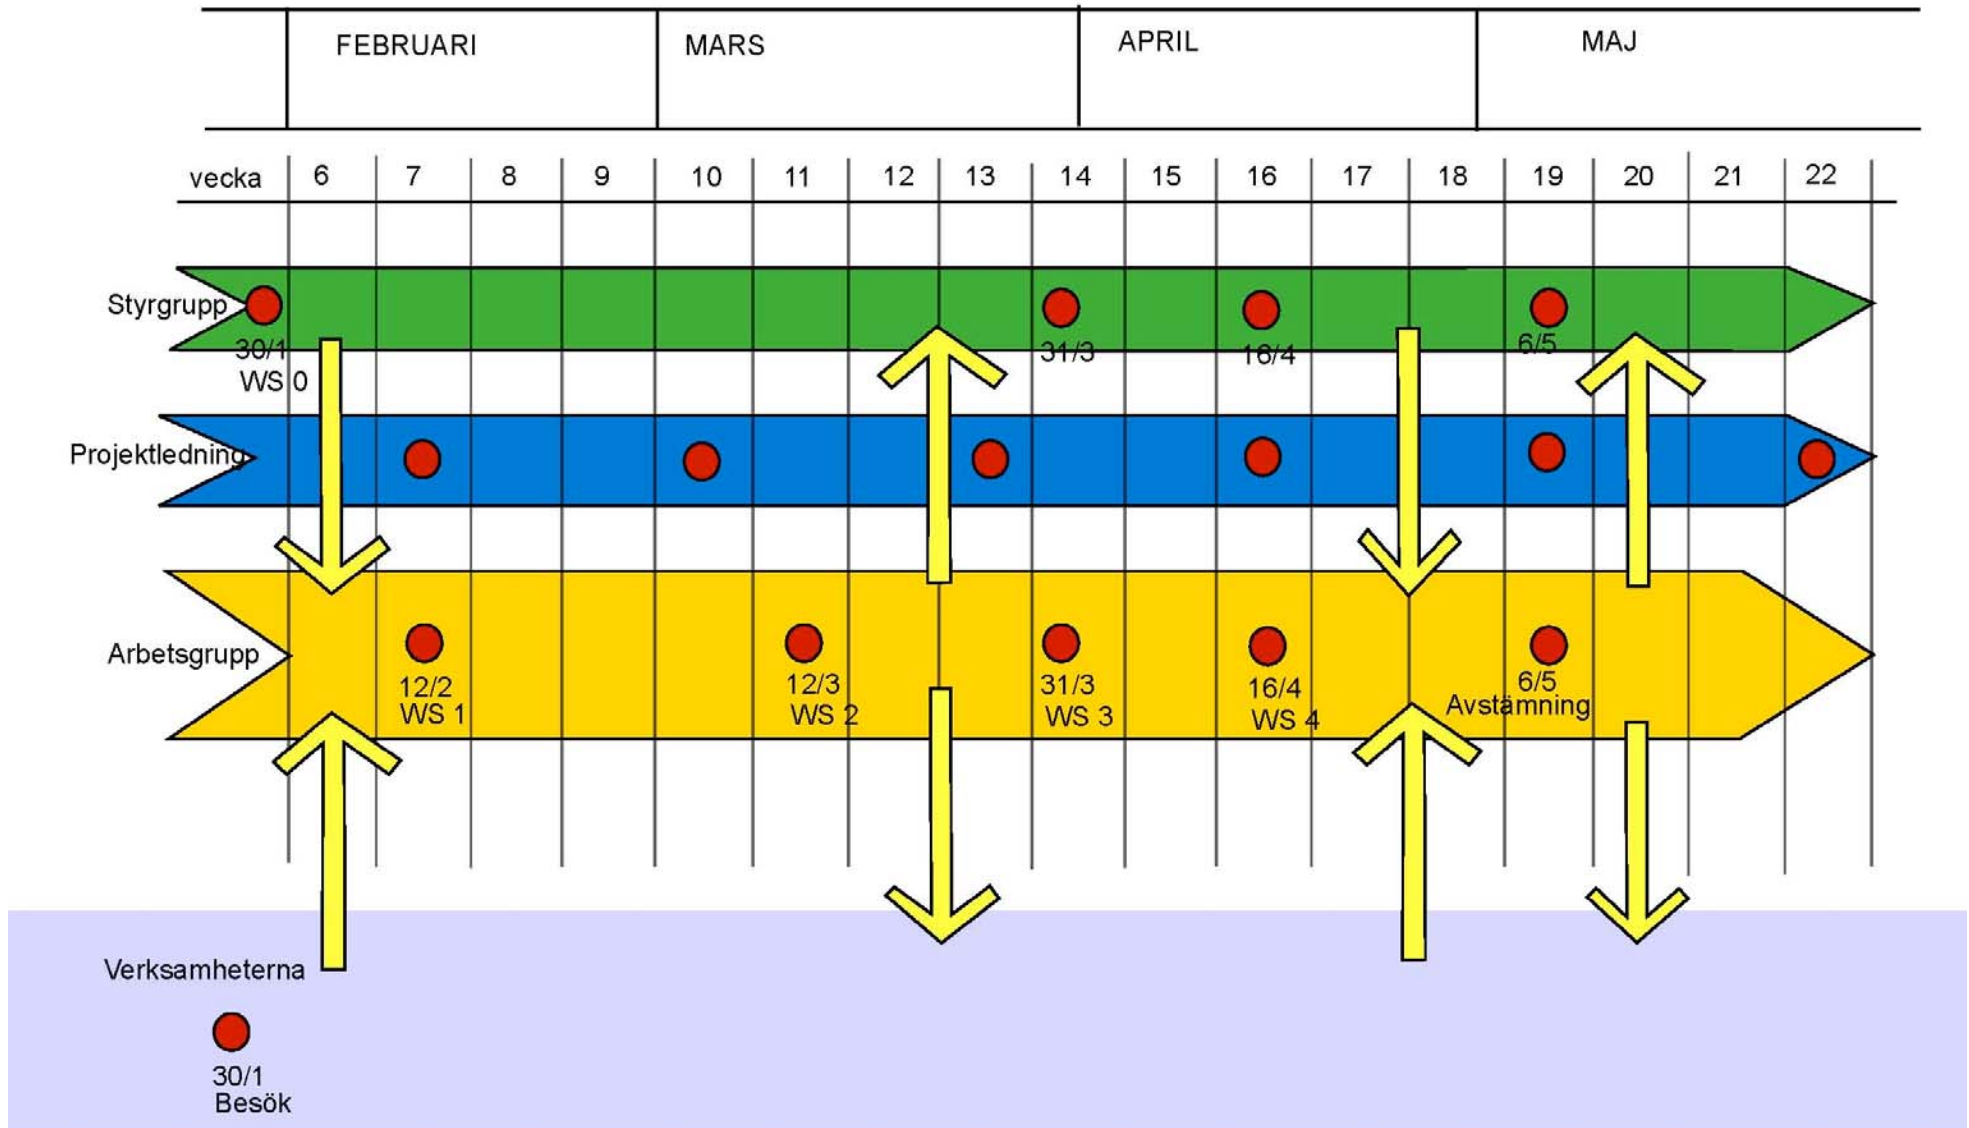 FEBRUARI MARS APRIL MAJ
vecka 6 7 8 9 10 11 12 13 14 15 16 17 18 19 20 21 22
Styrgrupp
30/1 31/3 16/4 6/5
WS 0
Projektledning
Arbetsgrupp
12/2 12/3 31/3 16/4 6/5
WS 1 WS 2 WS 3 WS 4 Avstämning
Verksamheterna
30/1
Besök